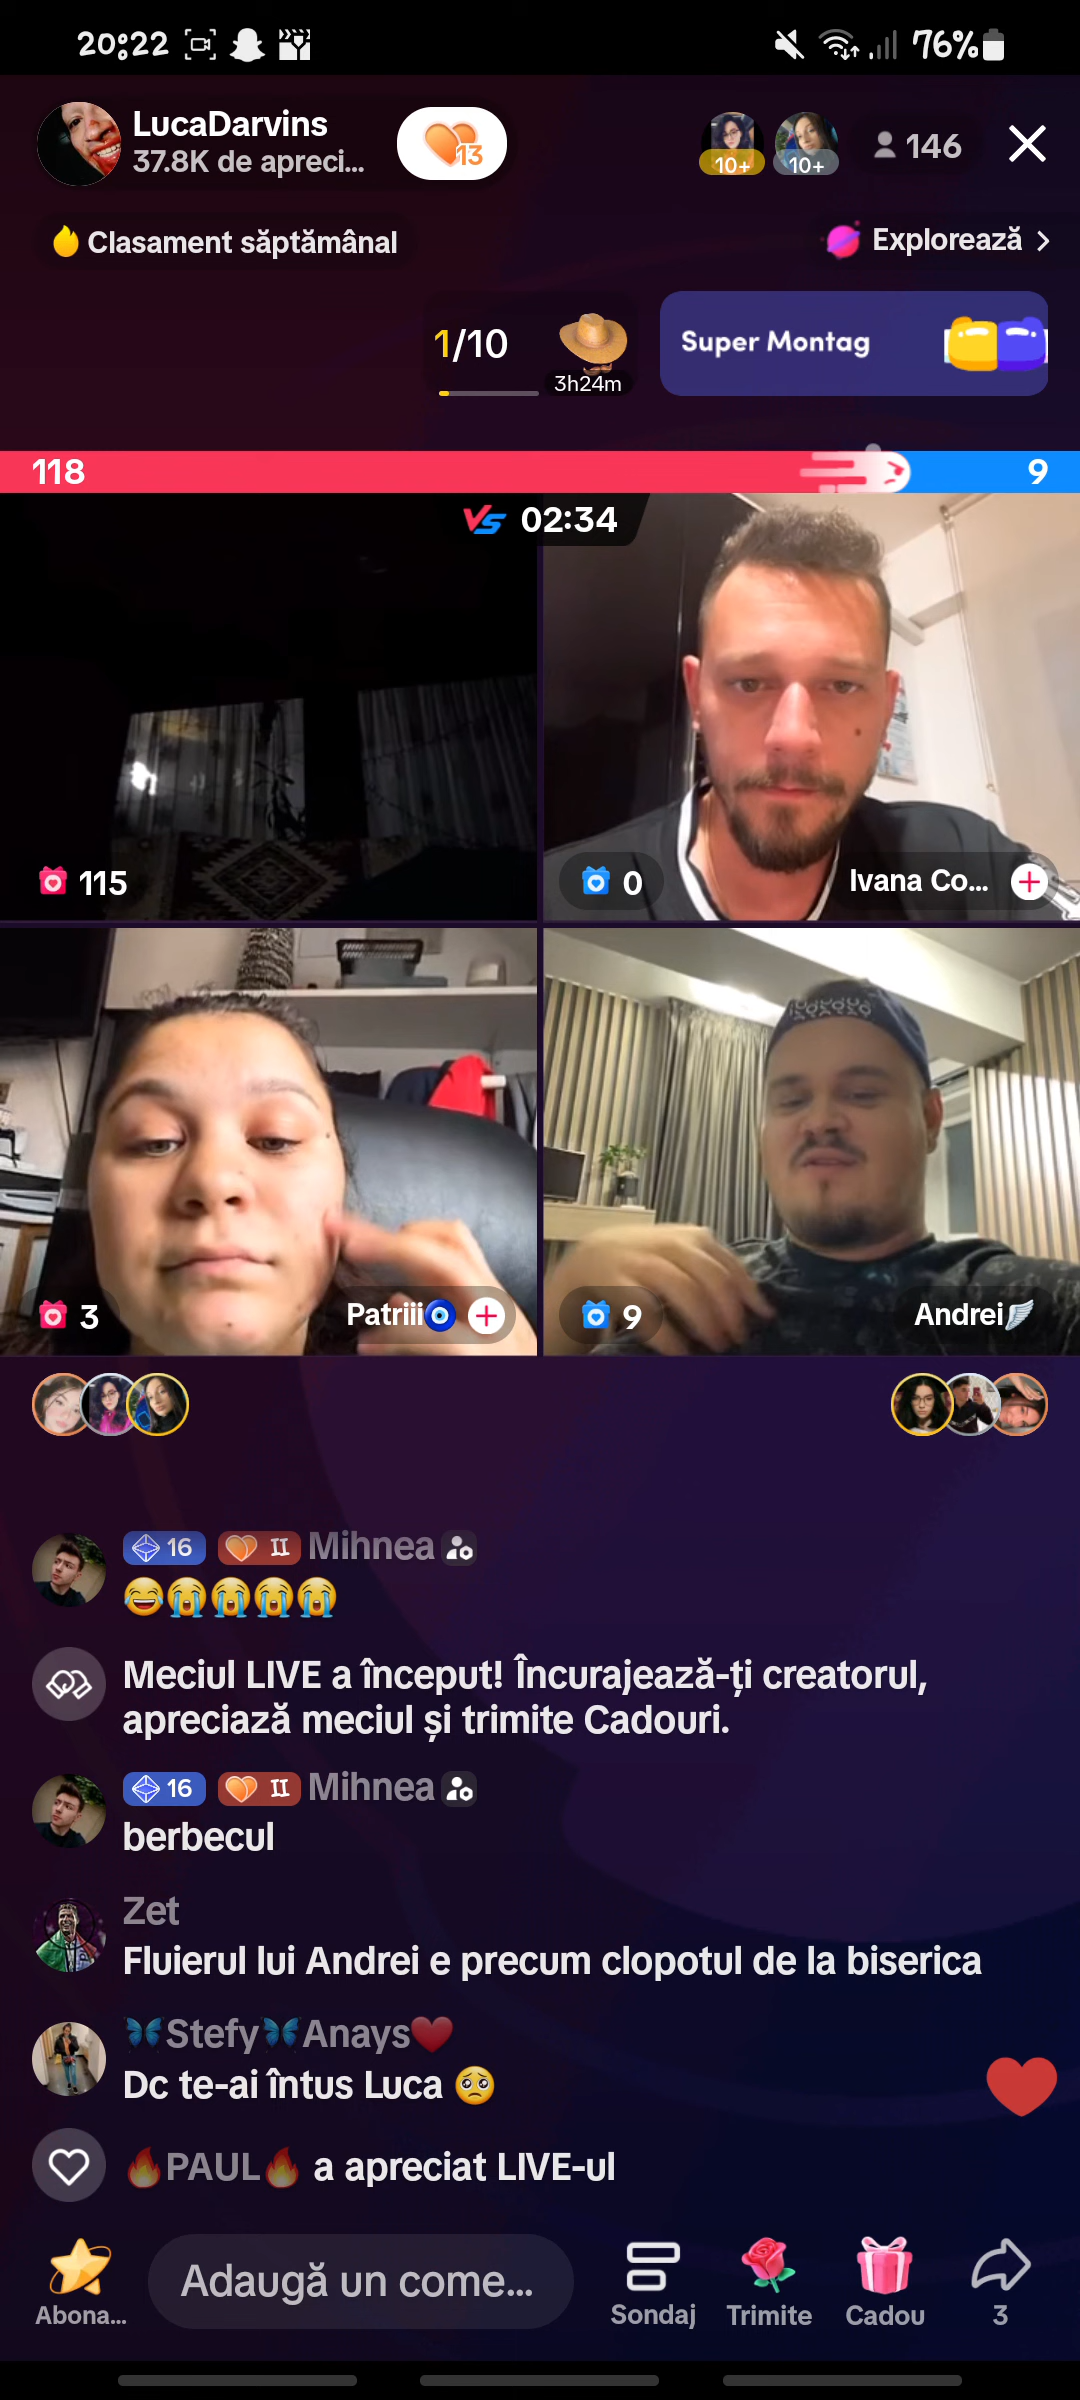 20:22
76%
LucaDarvins
37.8K de apreci...
13
10+
10+
146
Clasament săptămânal
Explorează
1/10
3h24m
Super Montag
118
9
VS 02:34
115
0
Ivana Co...
3
Patriii🧿
9
Andrei🪽
16 II Mihnea
😂😭😭😭😭
Meciul LIVE a început! Încurajează-ți creatorul,
apreciază meciul și trimite Cadouri.
16 II Mihnea
berbecul
Zet
Fluierul lui Andrei e precum clopotul de la biserica
🦋Stefy🦋Anays❤️
Dc te-ai întus Luca 🥺
🔥PAUL🔥 a apreciat LIVE-ul
Abona...
Adaugă un come...
Sondaj
Trimite
Cadou
3